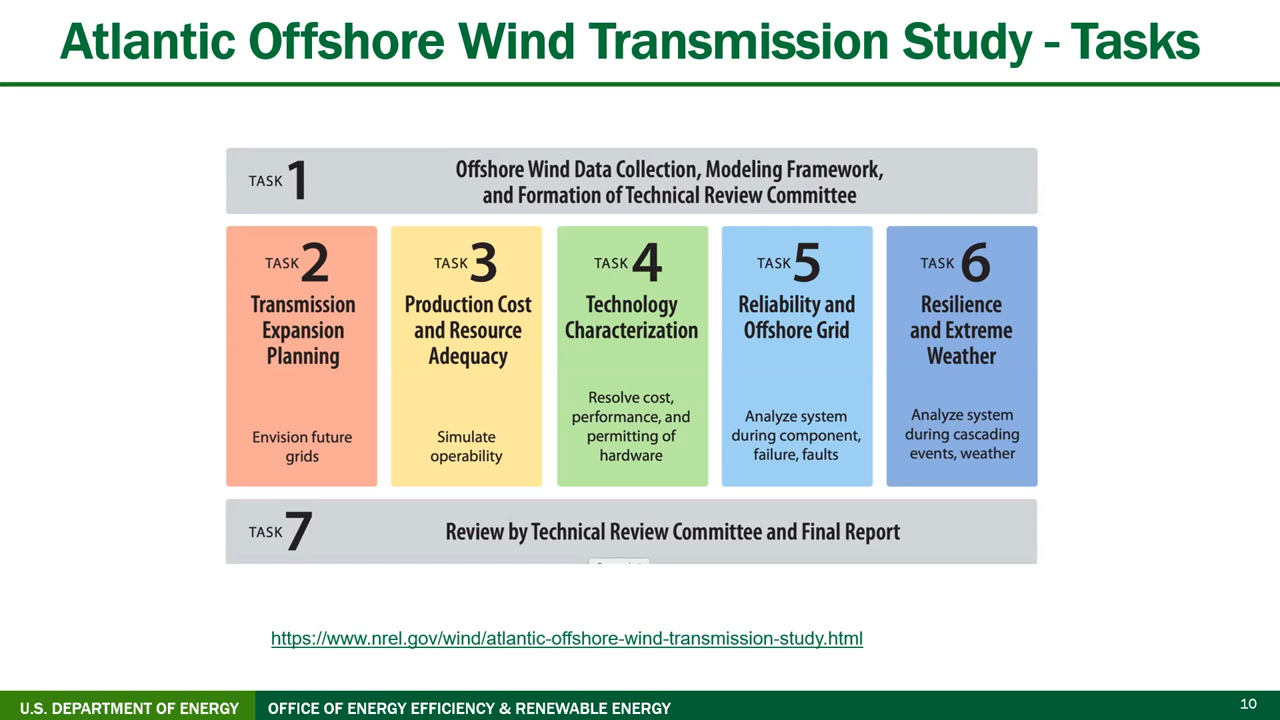 Atlantic Offshore Wind Transmission Study - Tasks
TASK 1
Offshore Wind Data Collection, Modeling Framework,
and Formation of Technical Review Committee
TASK 2
Transmission
Expansion
Planning
Envision future
grids
TASK 3
Production Cost
and Resource
Adequacy
Simulate
operability
TASK 4
Technology
Characterization
Resolve cost,
performance, and
permitting of
hardware
TASK 5
Reliability and
Offshore Grid
Analyze system
during component,
failure, faults
TASK 6
Resilience
and Extreme
Weather
Analyze system
during cascading
events, weather
TASK 7
Review by Technical Review Committee and Final Report
https://www.nrel.gov/wind/atlantic-offshore-wind-transmission-study.html
U.S. DEPARTMENT OF ENERGY
OFFICE OF ENERGY EFFICIENCY & RENEWABLE ENERGY
10